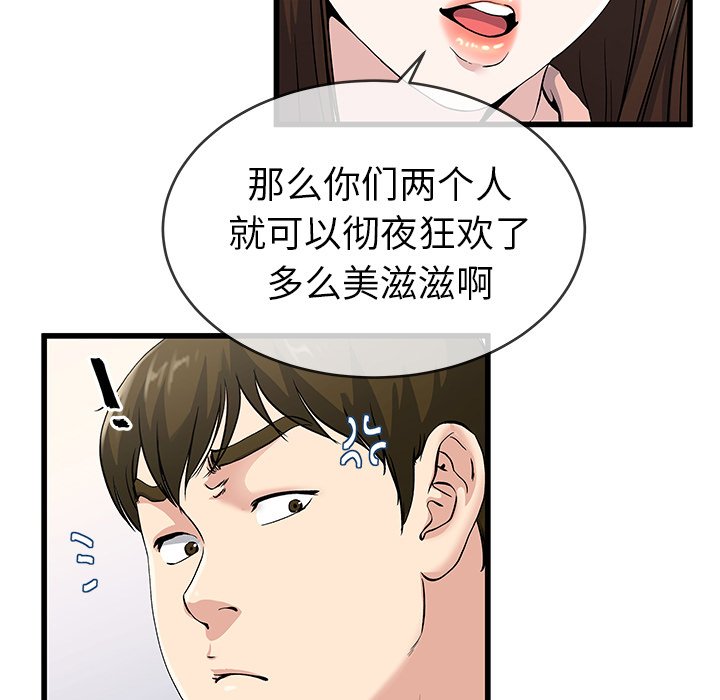 那么你们两个人
就可以彻夜狂欢了
多么美滋滋啊